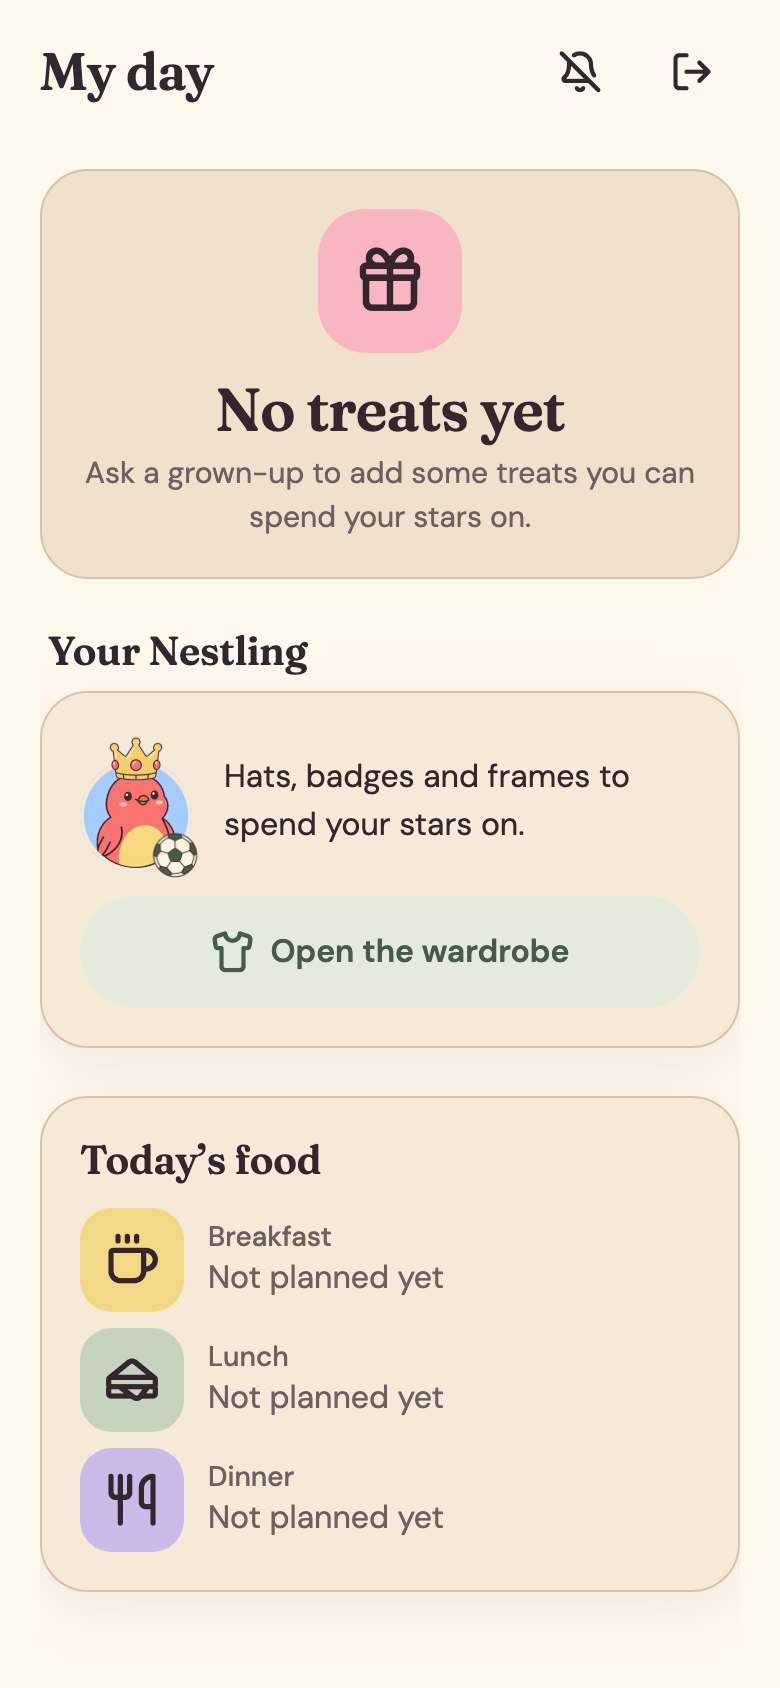 My day
No treats yet
Ask a grown-up to add some treats you can
spend your stars on.
Your Nestling
Hats, badges and frames to
spend your stars on.
Open the wardrobe
Today’s food
Breakfast
Not planned yet
Lunch
Not planned yet
Dinner
Not planned yet